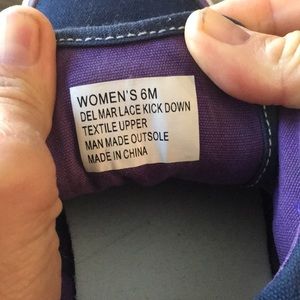 WOMEN'S 6M
DEL MAR LACE KICK DOWN
TEXTILE UPPER
MAN MADE OUTSOLE
MADE IN CHINA